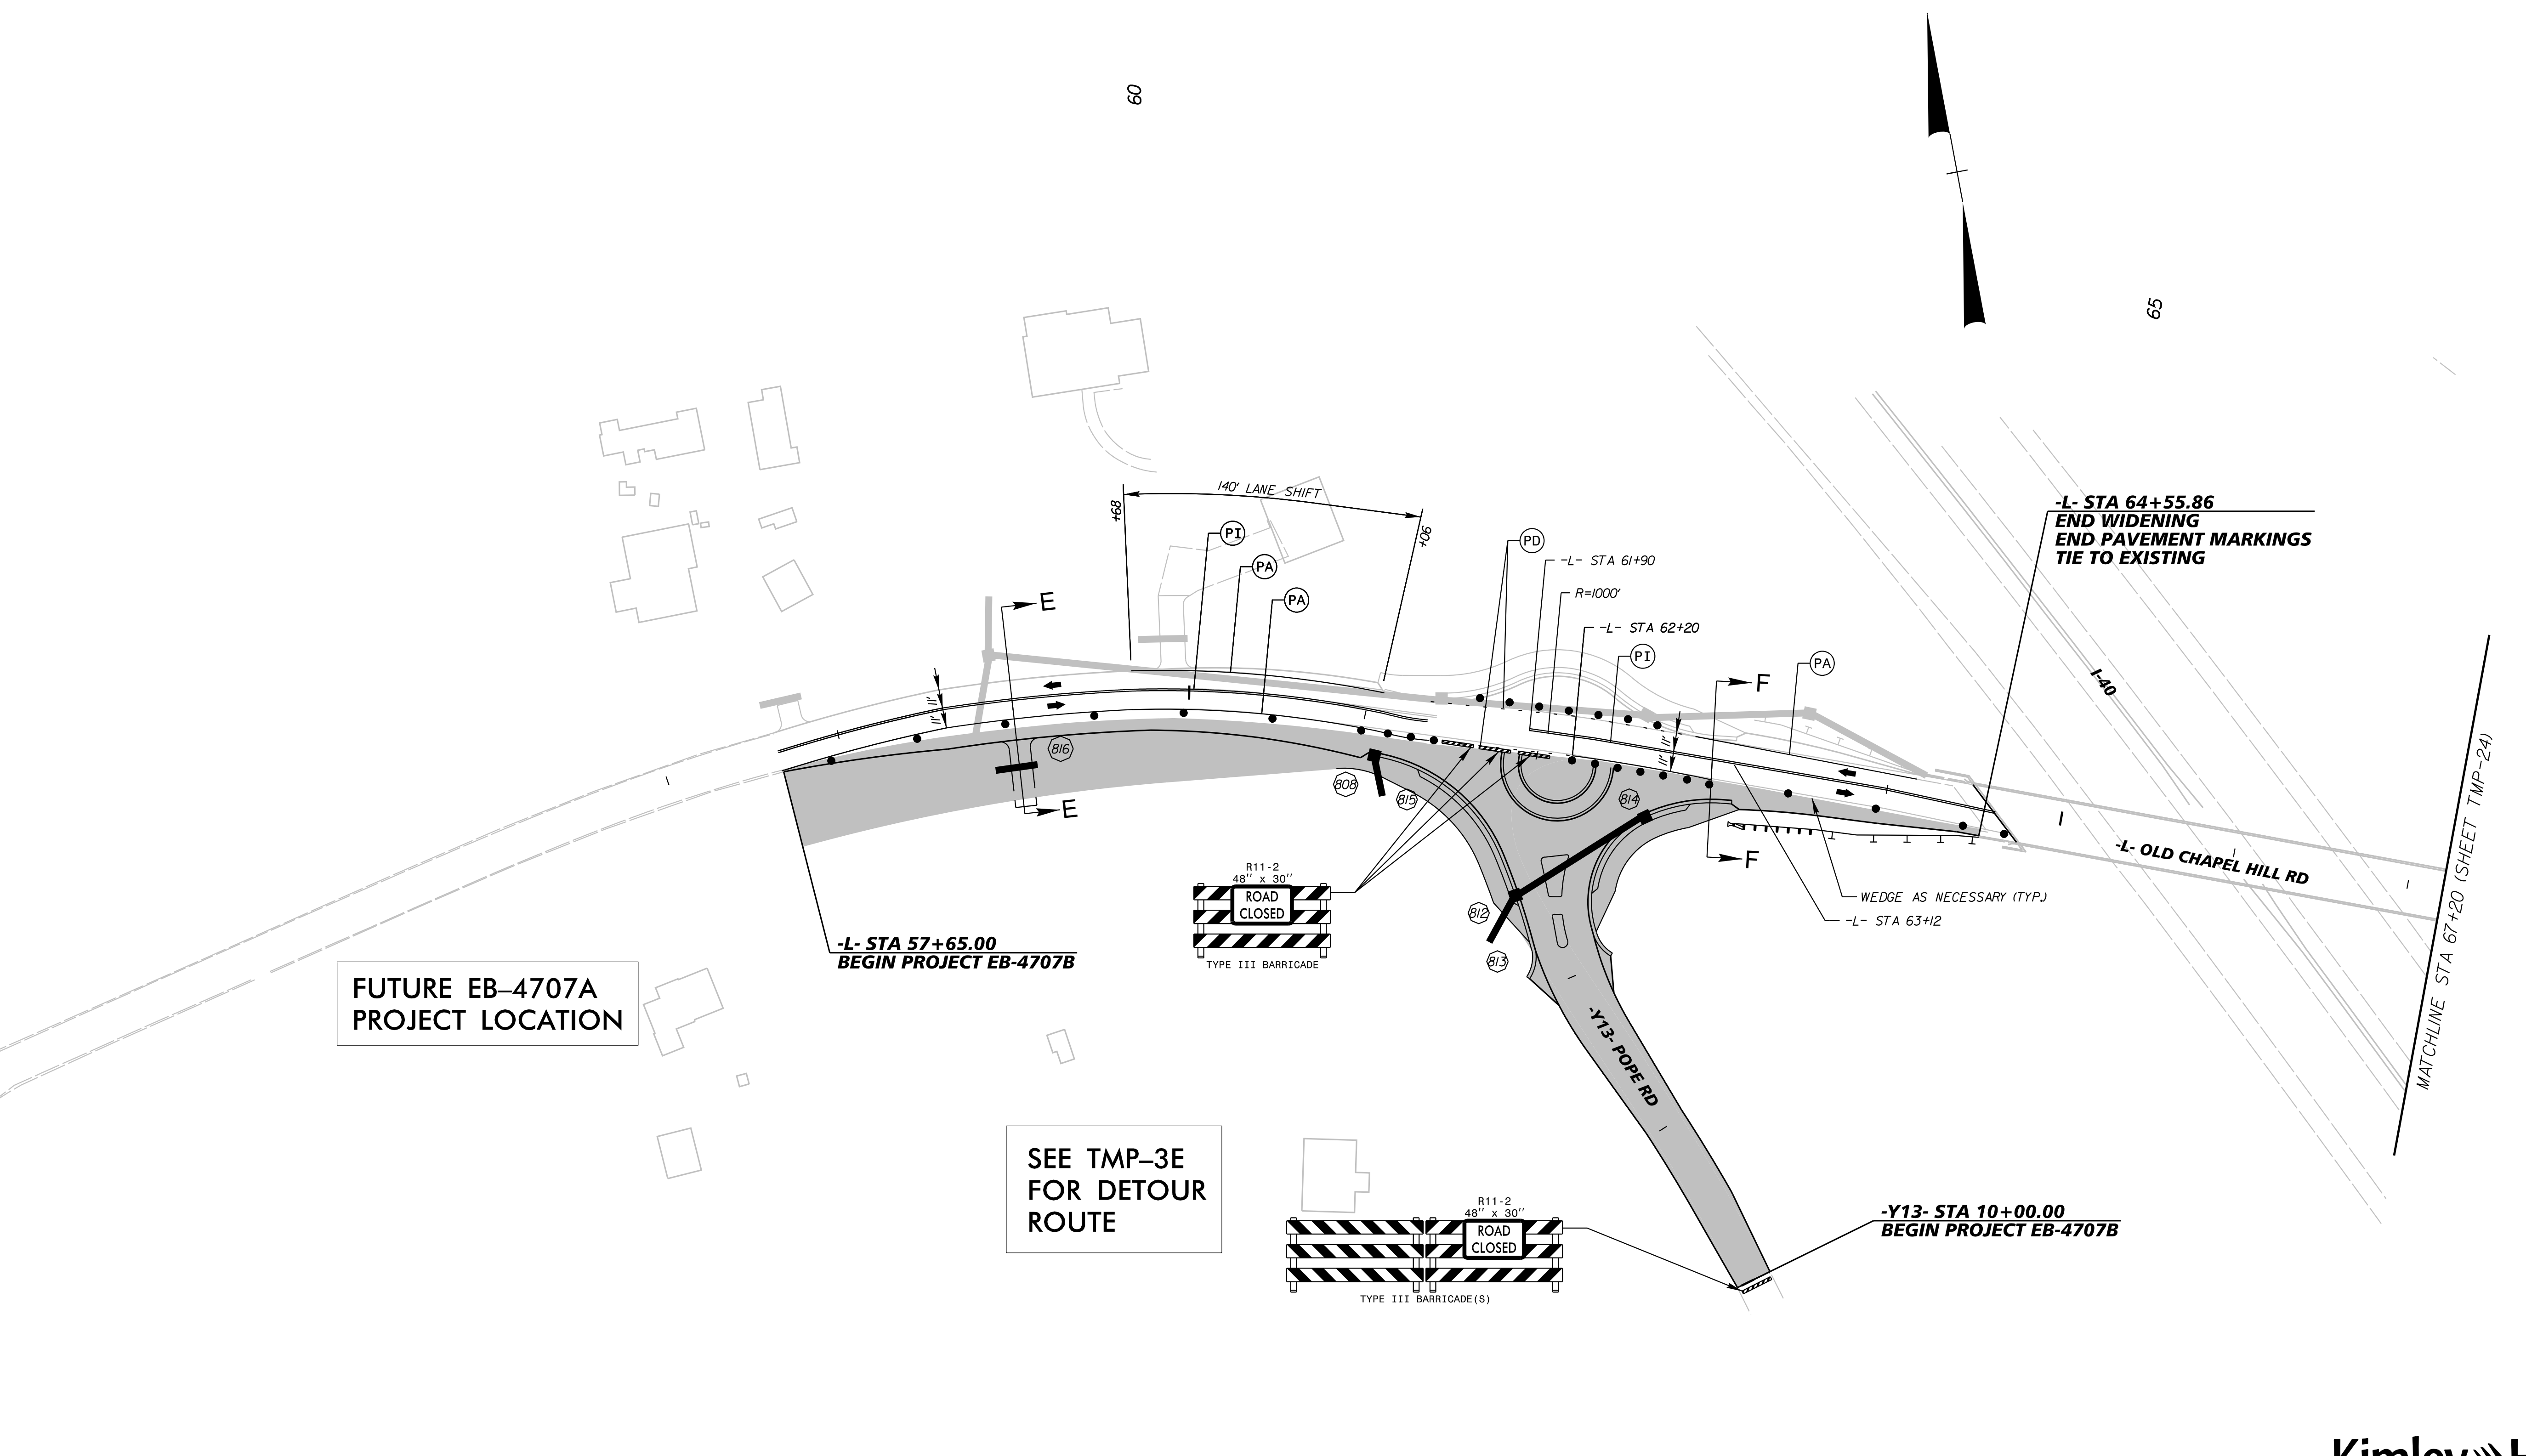 60
65
140' LANE SHIFT
+68
+06
PI
PA
PA
PD
-L- STA 61+90
R=1000'
-L- STA 62+20
PI
PA
-L- STA 64+55.86
END WIDENING
END PAVEMENT MARKINGS
TIE TO EXISTING
I-40
E
E
F
F
11'
11'
11'
11'
816
808
815
814
812
813
R11-2
48" x 30"
ROAD
CLOSED
TYPE III BARRICADE
-L- OLD CHAPEL HILL RD
WEDGE AS NECESSARY (TYP.)
-L- STA 63+12
MATCHLINE STA 67+20 (SHEET TMP-24)
-L- STA 57+65.00
BEGIN PROJECT EB-4707B
FUTURE EB-4707A
PROJECT LOCATION
-Y13- POPE RD
SEE TMP-3E
FOR DETOUR
ROUTE
R11-2
48" x 30"
ROAD
CLOSED
TYPE III BARRICADE(S)
-Y13- STA 10+00.00
BEGIN PROJECT EB-4707B